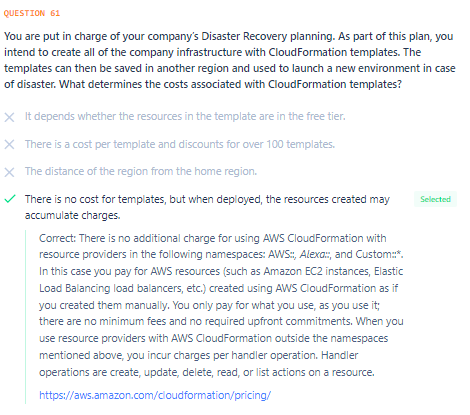 QUESTION 61
You are put in charge of your company's Disaster Recovery planning. As part of this plan, you
intend to create all of the company infrastructure with CloudFormation templates. The
templates can then be saved in another region and used to launch a new environment in case
of disaster. What determines the costs associated with CloudFormation templates?
It depends whether the resources in the template are in the free tier.
There is a cost per template and discounts for over 100 templates.
The distance of the region from the home region.
There is no cost for templates, but when deployed, the resources created may
accumulate charges.
Selected
Correct: There is no additional charge for using AWS CloudFormation with
resource providers in the following namespaces: AWS::, Alexa::, and Custom::*.
In this case you pay for AWS resources (such as Amazon EC2 instances, Elastic
Load Balancing load balancers, etc.) created using AWS CloudFormation as if
you created them manually. You only pay for what you use, as you use it;
there are no minimum fees and no required upfront commitments. When you
use resource providers with AWS CloudFormation outside the namespaces
mentioned above, you incur charges per handler operation. Handler
operations are create, update, delete, read, or list actions on a resource.
https://aws.amazon.com/cloudformation/pricing/